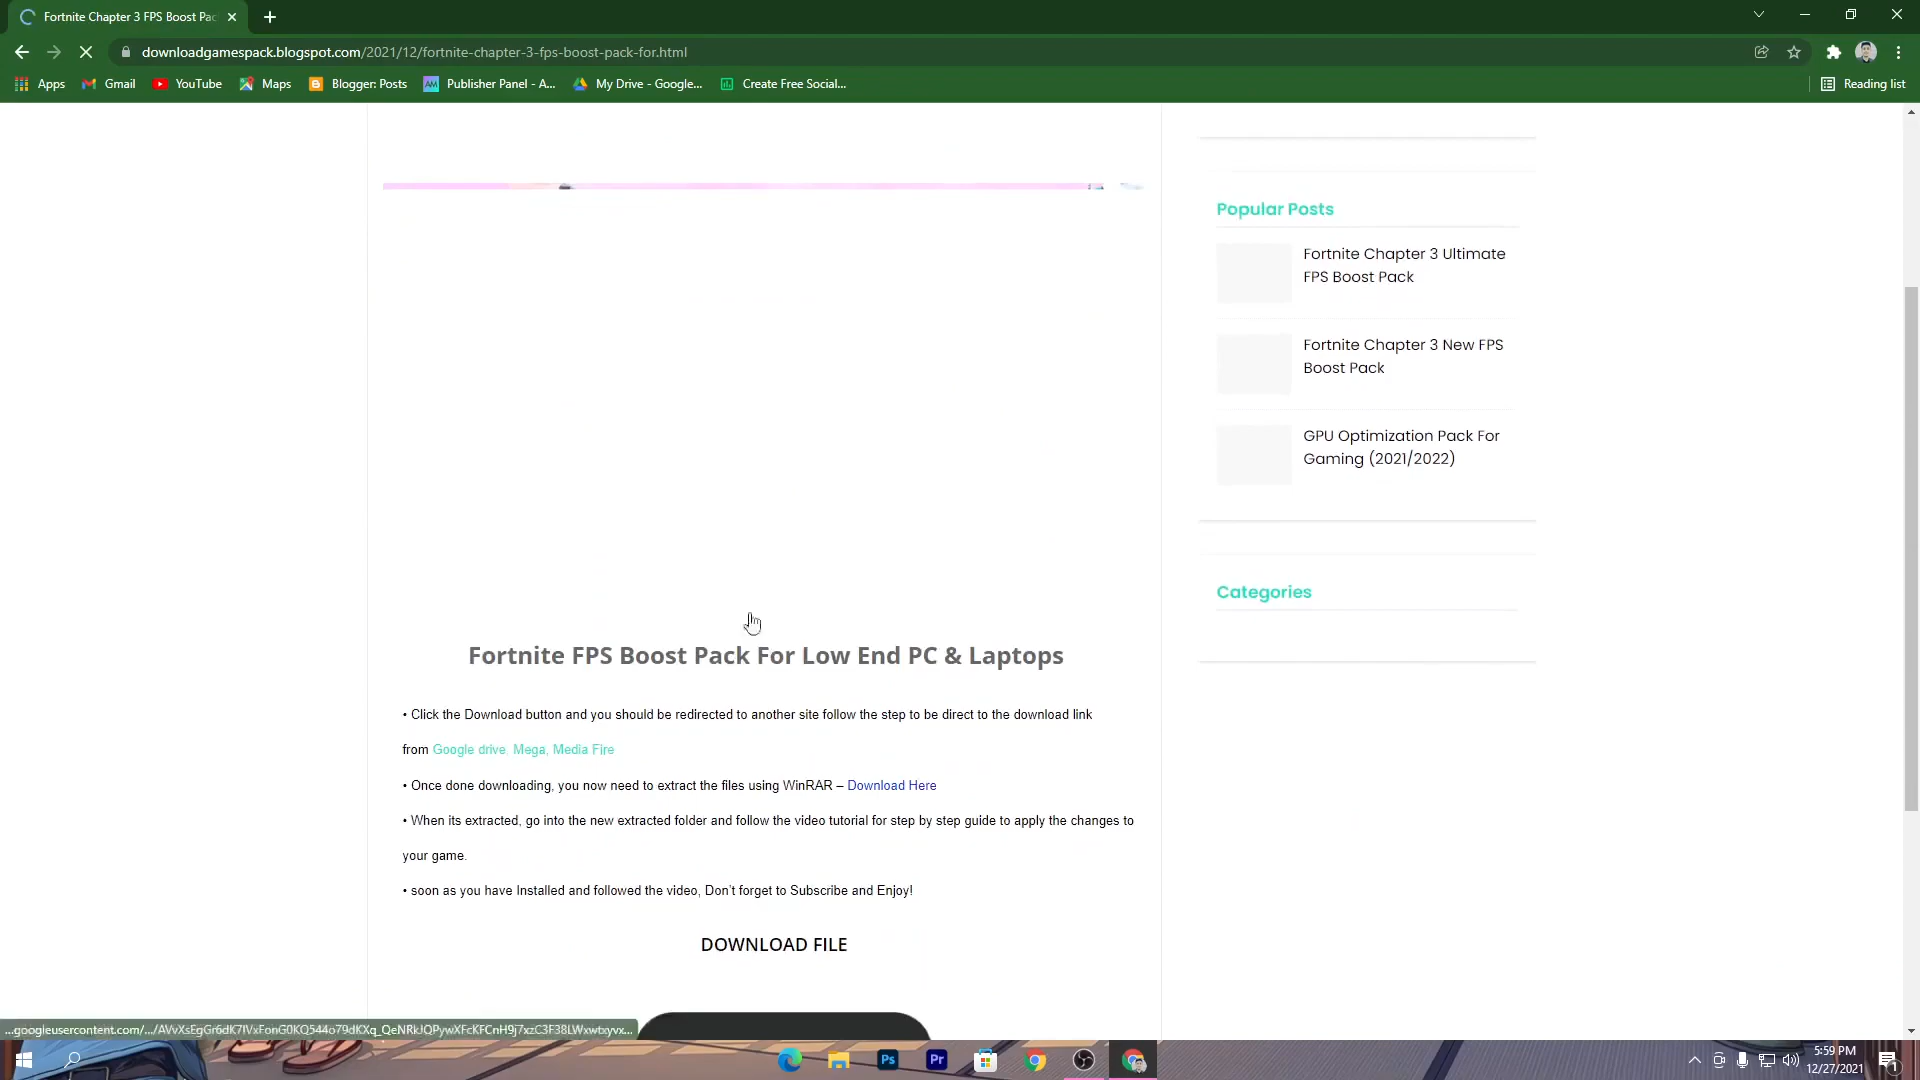 Fortnite Chapter 3 FPS Boost Pac
downloadgamespack.blogspot.com/2021/12/fortnite-chapter-3-fps-boost-pack-for.html
Apps Gmail YouTube Maps Blogger: Posts Publisher Panel - A... My Drive - Google... Create Free Social... Reading list
Popular Posts
Fortnite Chapter 3 Ultimate
FPS Boost Pack
Fortnite Chapter 3 New FPS
Boost Pack
GPU Optimization Pack For
Gaming (2021/2022)
Categories
Fortnite FPS Boost Pack For Low End PC & Laptops
• Click the Download button and you should be redirected to another site follow the step to be direct to the download link
from Google drive, Mega, Media Fire
• Once done downloading, you now need to extract the files using WinRAR – Download Here
• When its extracted, go into the new extracted folder and follow the video tutorial for step by step guide to apply the changes to
your game.
• soon as you have Installed and followed the video, Don't forget to Subscribe and Enjoy!
DOWNLOAD FILE
Ps Pr
5:59 PM
12/27/2021